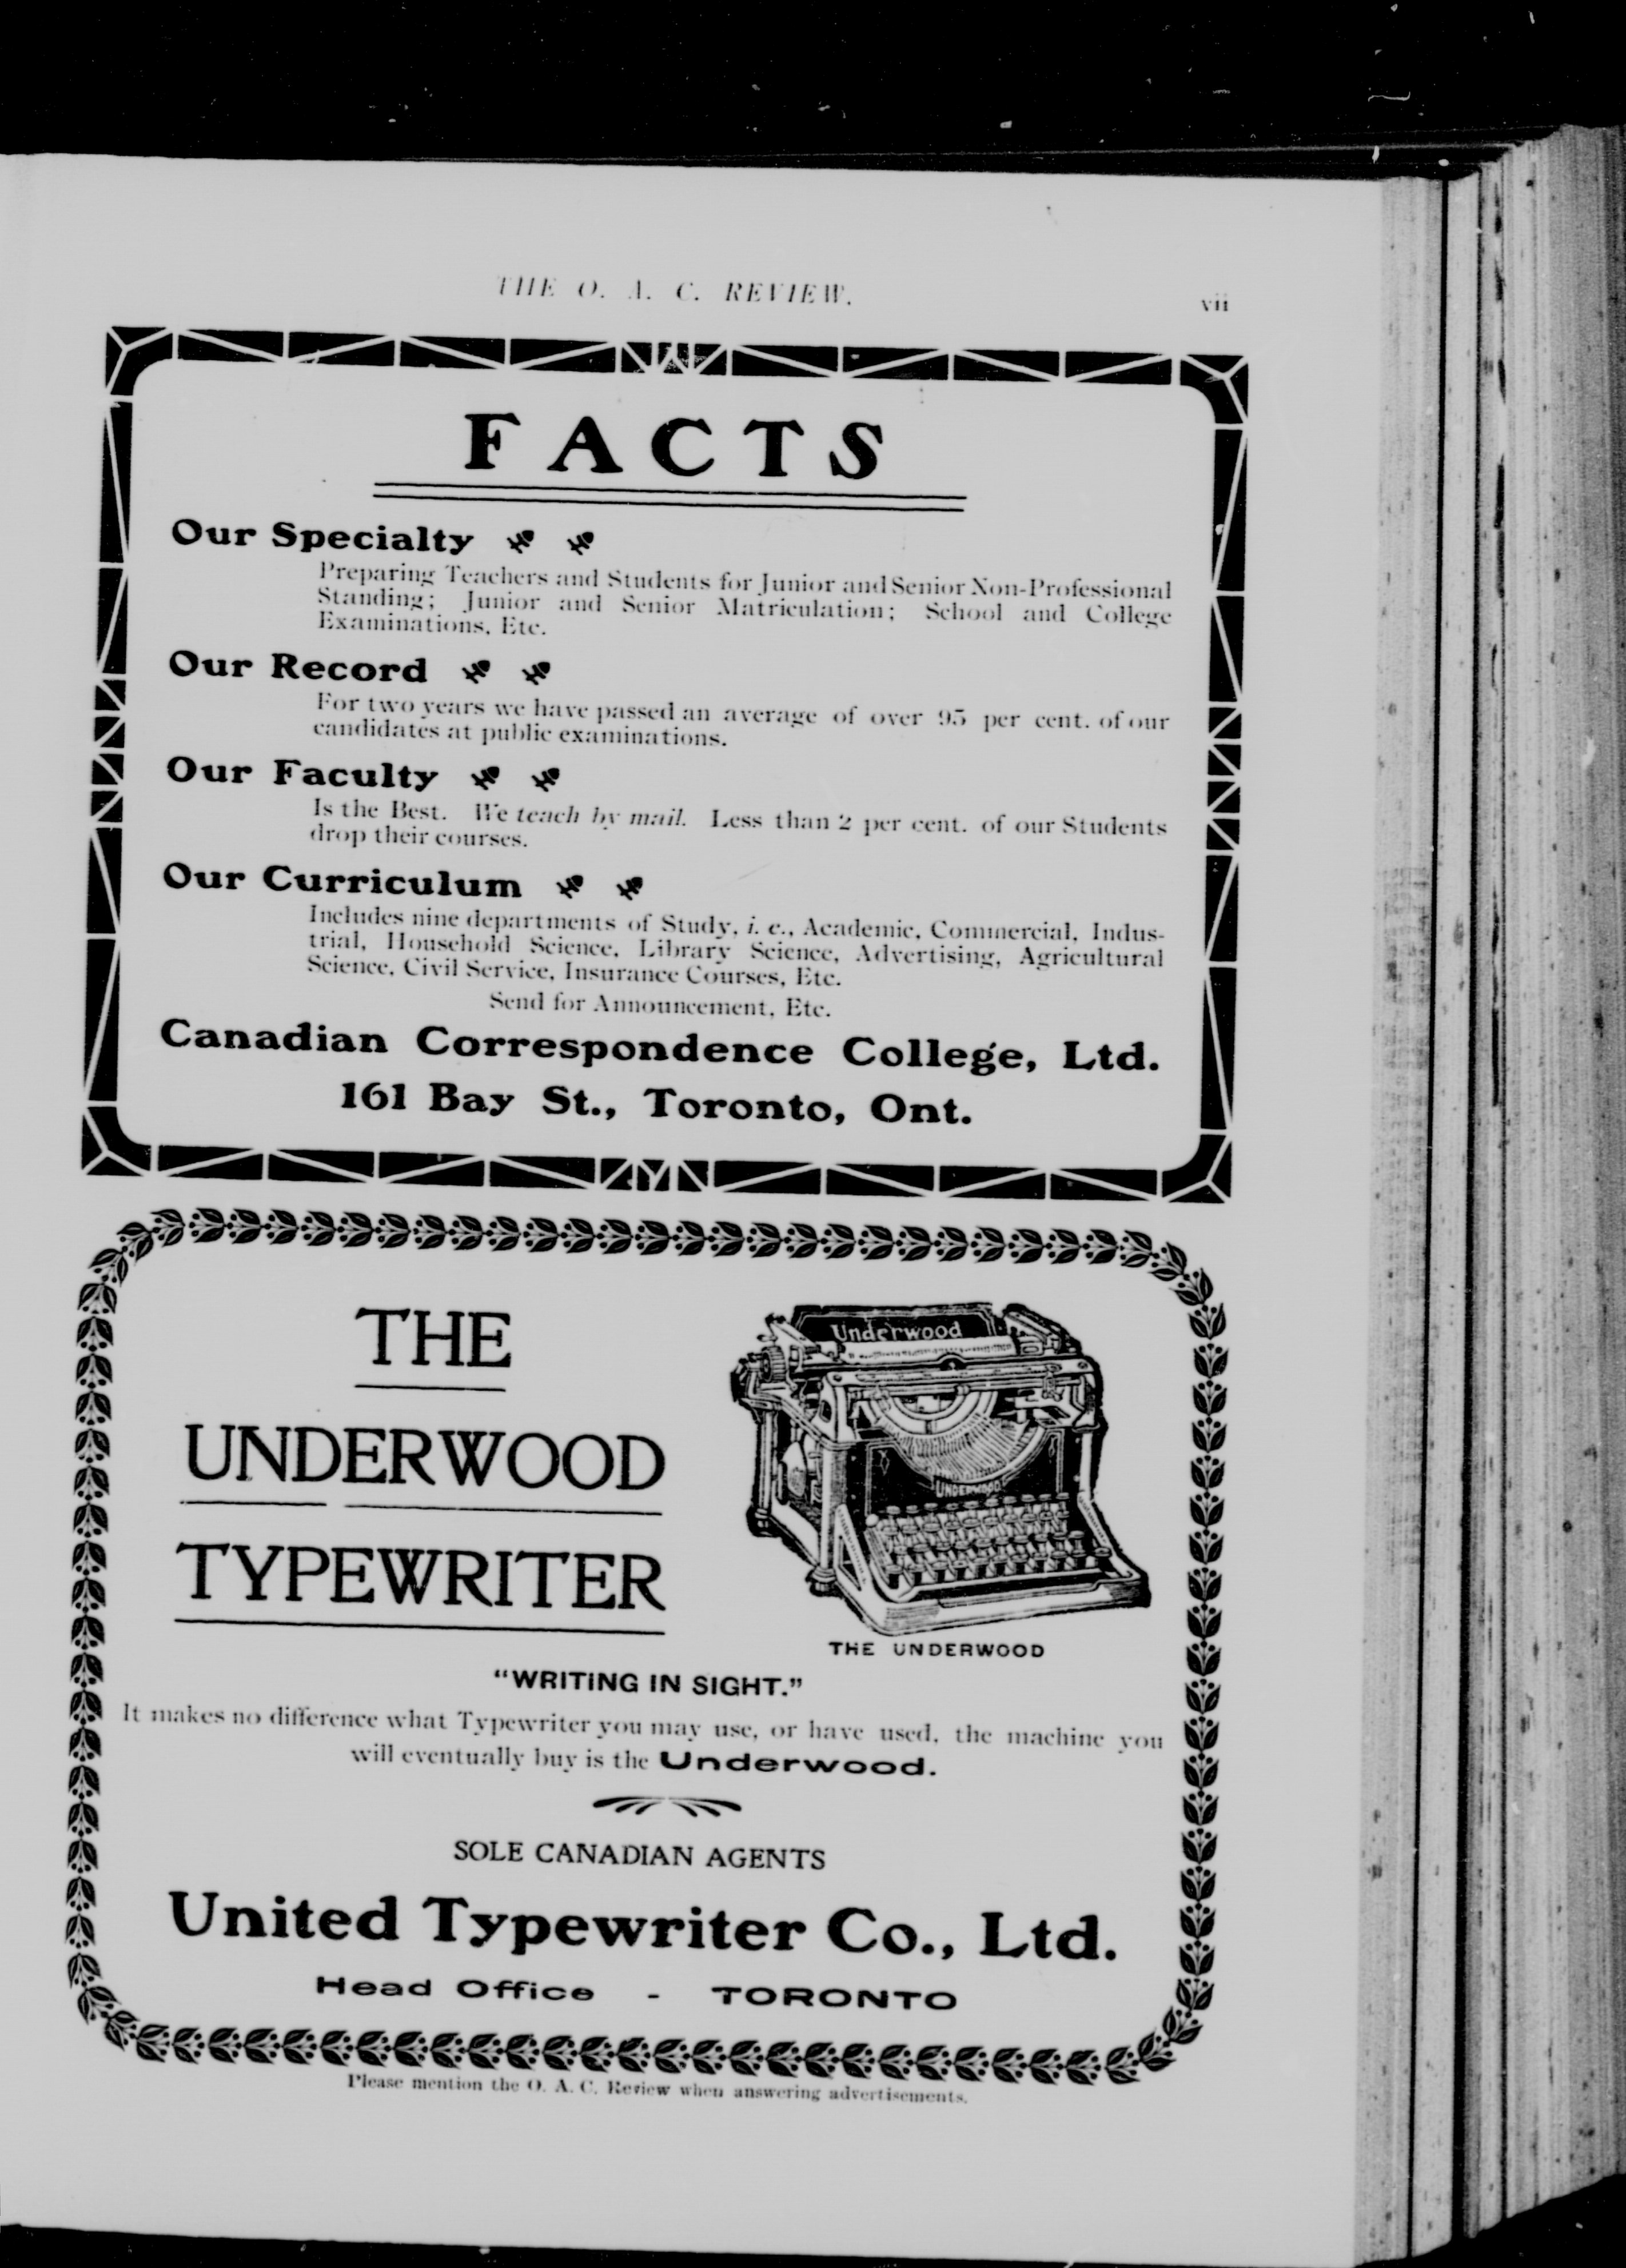 THE O. A. C. REVIEW.
vii
FACTS
Our Specialty
Preparing Teachers and Students for Junior and Senior Non-Professional
Standing; Junior and Senior Matriculation; School and College
Examinations, Etc.
Our Record
For two years we have passed an average of over 95 per cent. of our
candidates at public examinations.
Our Faculty
Is the Best. We teach by mail. Less than 2 per cent. of our Students
drop their courses.
Our Curriculum
Includes nine departments of Study, i. e., Academic, Commercial, Indus-
trial, Household Science, Library Science, Advertising, Agricultural
Science, Civil Service, Insurance Courses, Etc.
Send for Announcement, Etc.
Canadian Correspondence College, Ltd.
161 Bay St., Toronto, Ont.
THE
UNDERWOOD
TYPEWRITER
Underwood
UNDERWOOD
THE UNDERWOOD
“WRITING IN SIGHT.”
It makes no difference what Typewriter you may use, or have used, the machine you
will eventually buy is the Underwood.
SOLE CANADIAN AGENTS
United Typewriter Co., Ltd.
Head Office - TORONTO
Please mention the O. A. C. Review when answering advertisements.